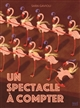 UN
SPECTACLE
À COMPTER